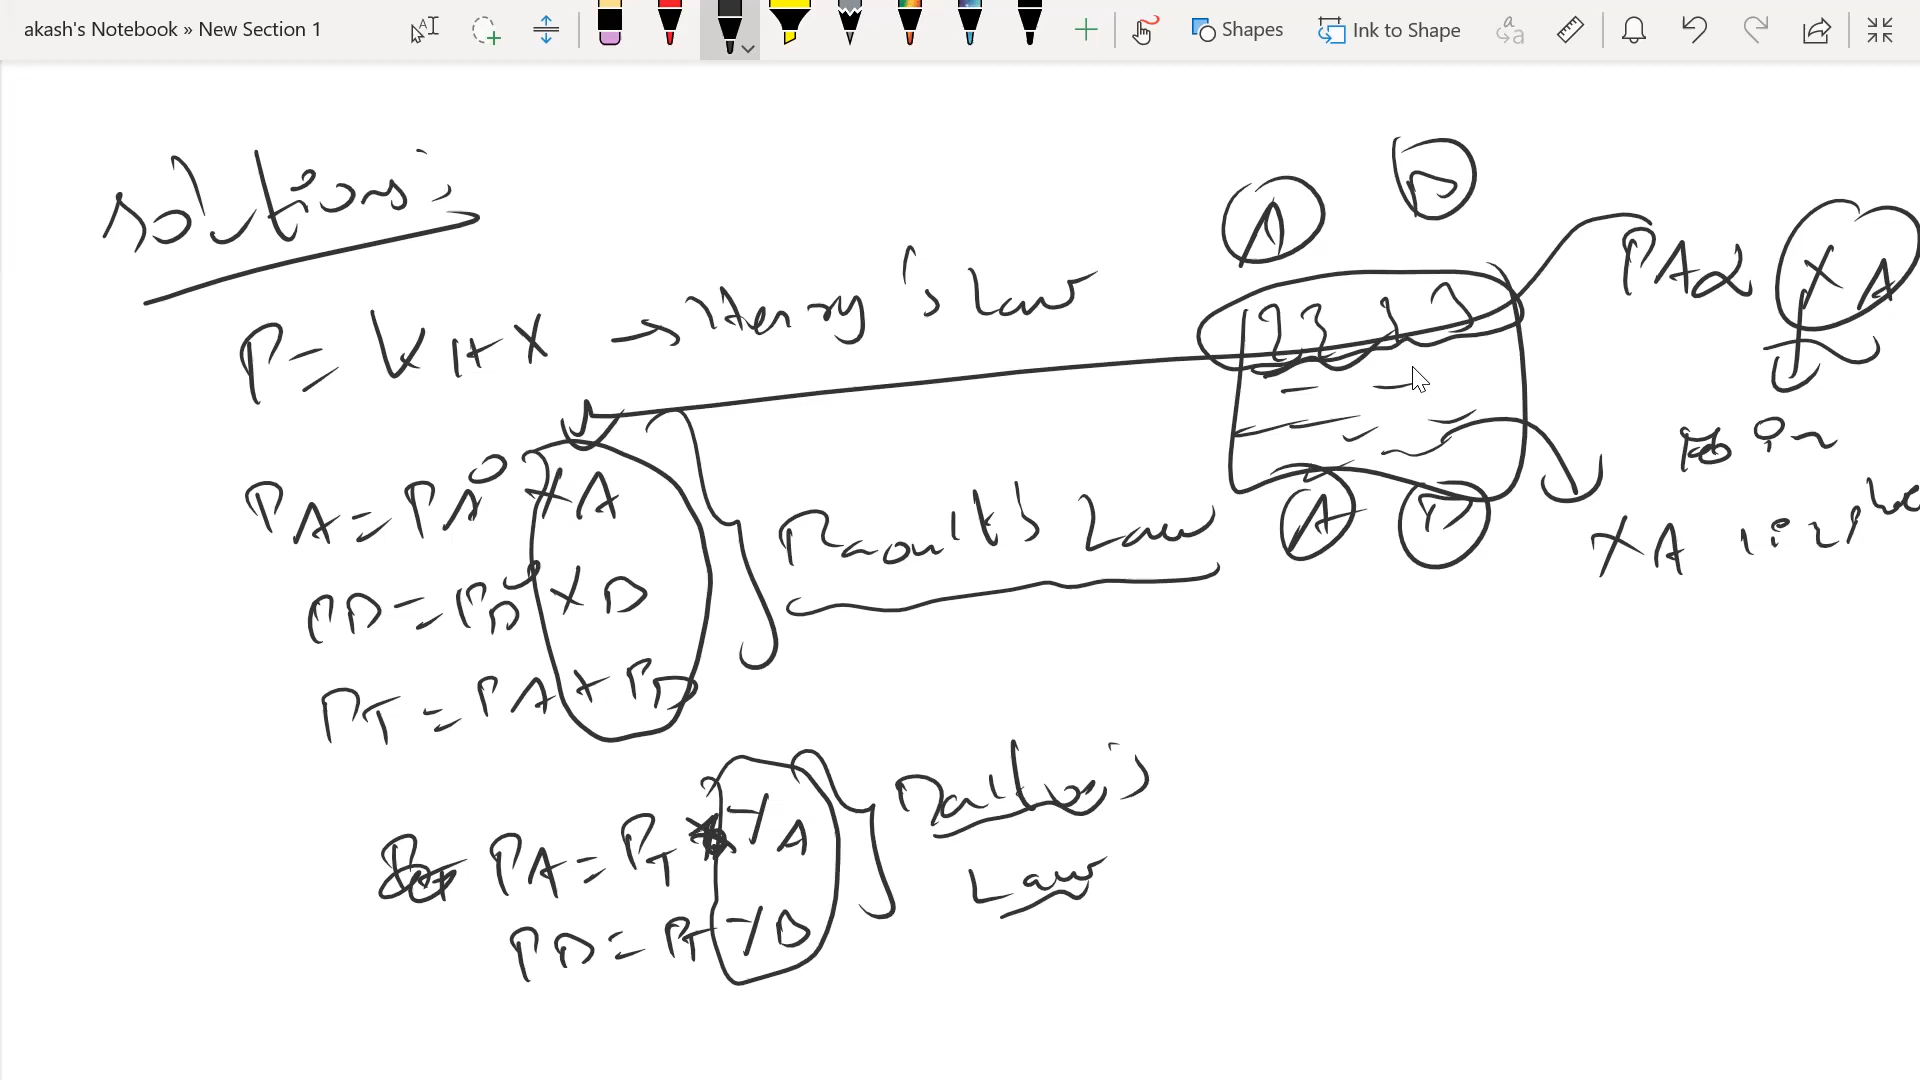 akash's Notebook » New Section 1
Shapes
Ink to Shape
Solutions:
P = KH X → Henry's Law
PA = PA° XA
PB = PB° XB
PT = PA + PB
Raoult's Law
PA = PT YA
PB = PT YB
Dalton's
Law
A B
PA α XA
A B
XA